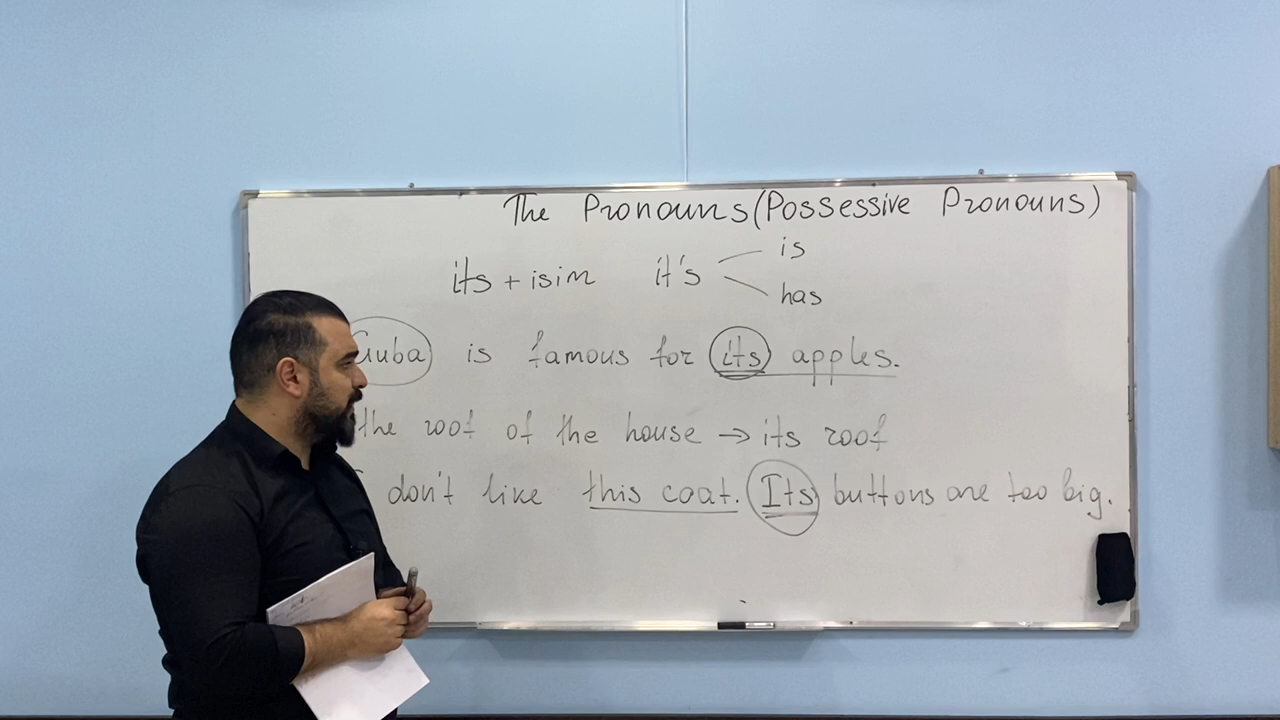 The Pronouns (Possessive Pronouns)
its + isim it's is
has
Guba is famous for its apples.
the roof of the house → its roof
don't like this coat. Its buttons are too big.